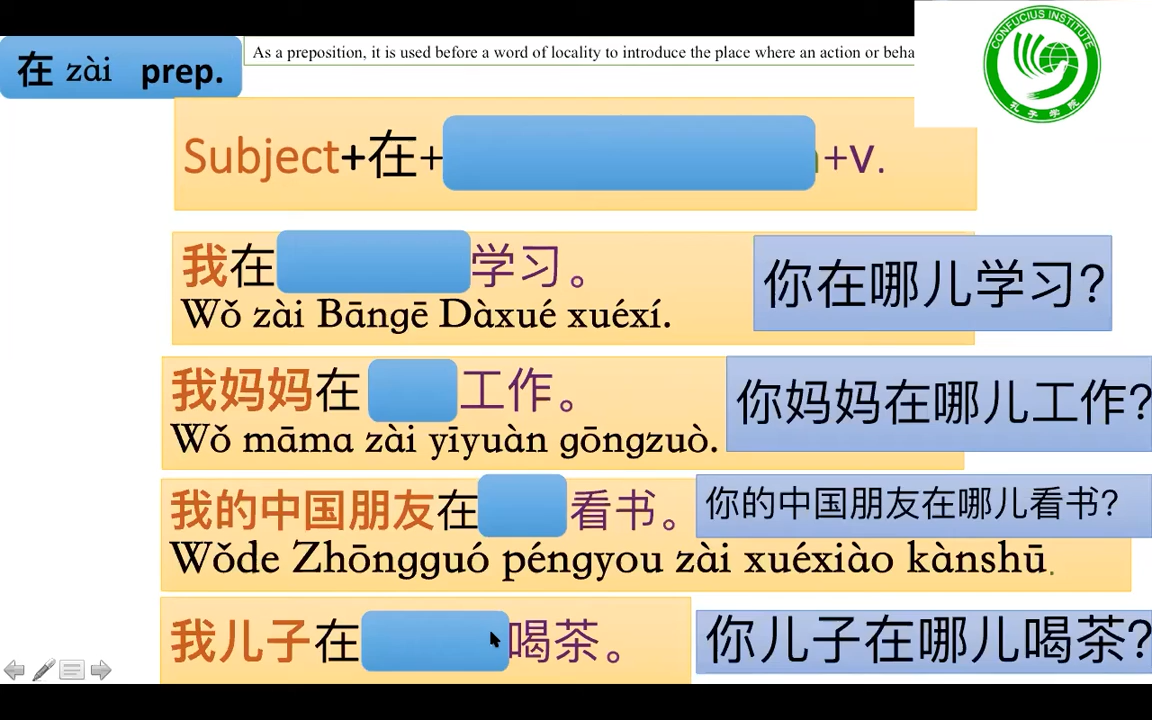 在 zài prep.
As a preposition, it is used before a word of locality to introduce the place where an action or beha
CONFUCIUS INSTITUTE
孔子学院
Subject+在+ +v.
我在 学习。
Wǒ zài Bāngē Dàxué xuéxí.
你在哪儿学习?
我妈妈在 工作。
Wǒ māma zài yīyuàn gōngzuò.
你妈妈在哪儿工作?
我的中国朋友在 看书。
Wǒde Zhōngguó péngyou zài xuéxiào kànshū.
你的中国朋友在哪儿看书?
我儿子在 喝茶。
你儿子在哪儿喝茶?